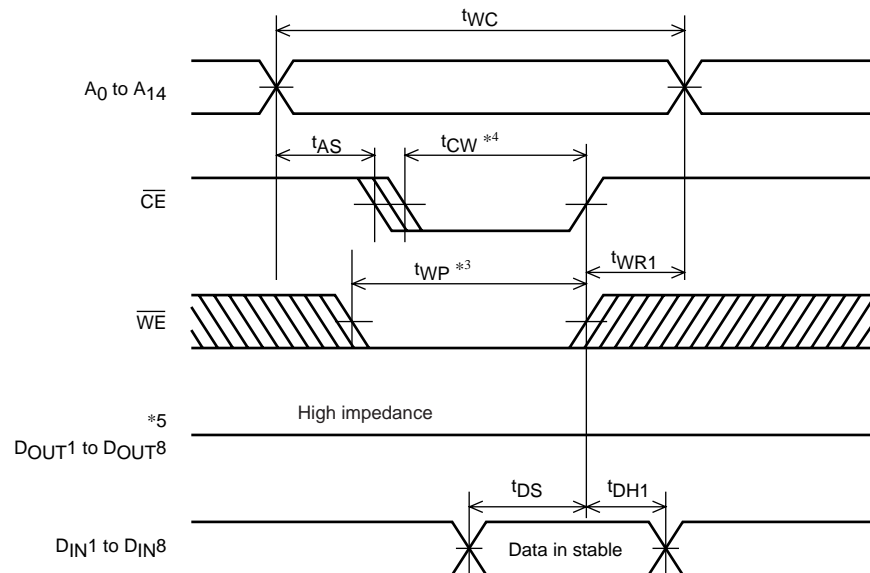 tWC
A0 to A14
tAS
tCW *4
CE
tWP *3
tWR1
WE
*5
High impedance
DOUT1 to DOUT8
tDS
tDH1
DIN1 to DIN8
Data in stable